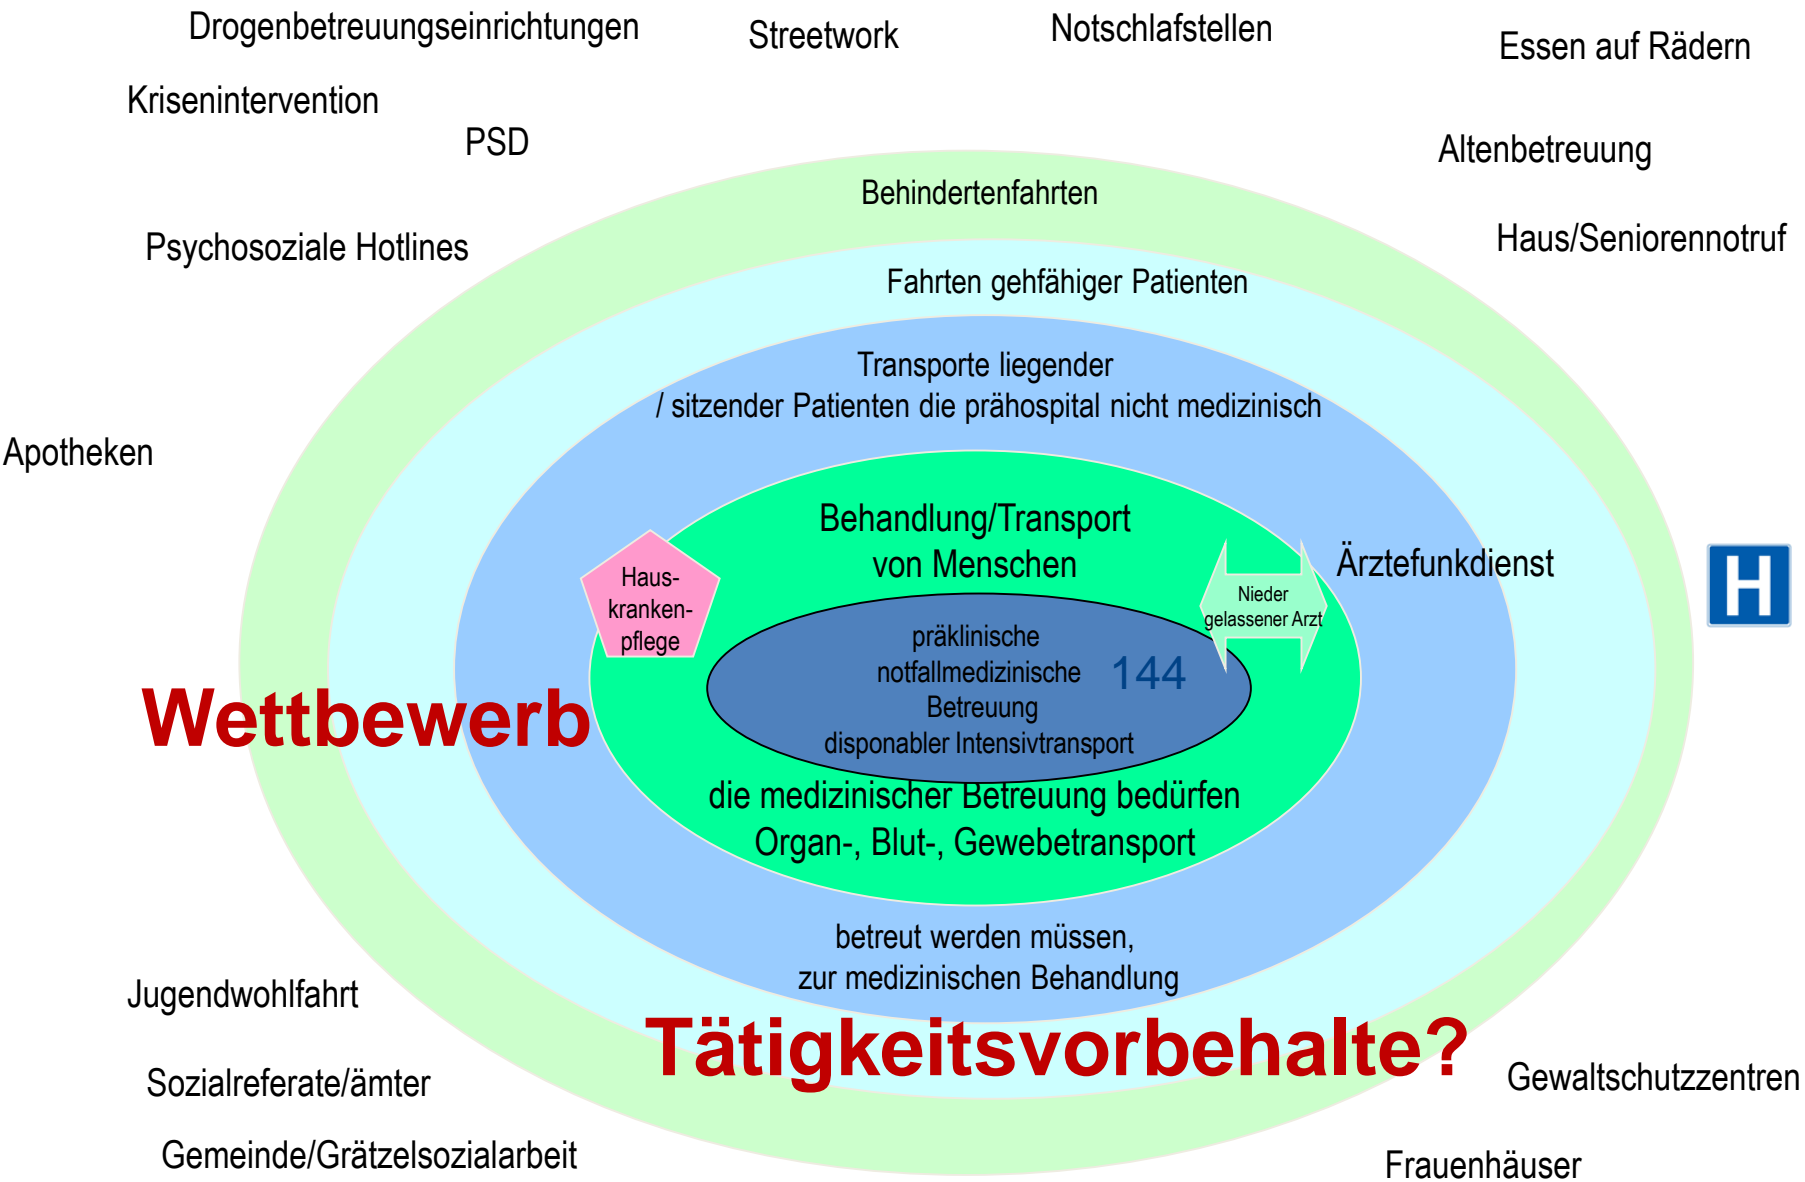 Drogenbetreuungseinrichtungen
Streetwork
Notschlafstellen
Essen auf Rädern
Krisenintervention
PSD
Altenbetreuung
Behindertenfahrten
Psychosoziale Hotlines
Haus/Seniorennotruf
Fahrten gehfähiger Patienten
Transporte liegender
/ sitzender Patienten die prähospital nicht medizinisch
Apotheken
Behandlung/Transport
von Menschen
Ärztefunkdienst
H
Haus-
kranken-
pflege
Nieder
gelassener Arzt
präklinische
notfallmedizinische
Betreuung
disponabler Intensivtransport
144
Wettbewerb
die medizinischer Betreuung bedürfen
Organ-, Blut-, Gewebetransport
betreut werden müssen,
zur medizinischen Behandlung
Jugendwohlfahrt
Tätigkeitsvorbehalte?
Sozialreferate/ämter
Gewaltschutzzentren
Gemeinde/Grätzelsozialarbeit
Frauenhäuser